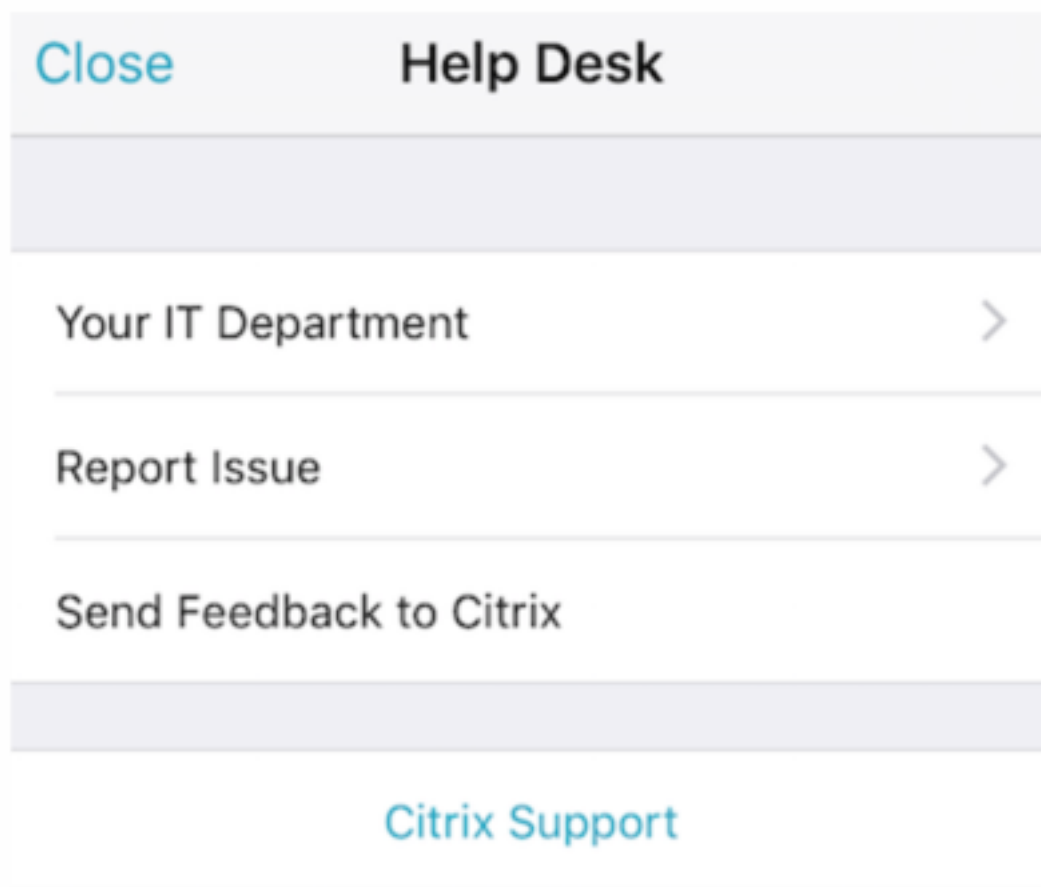 Close
Help Desk
Your IT Department
Report Issue
Send Feedback to Citrix
Citrix Support